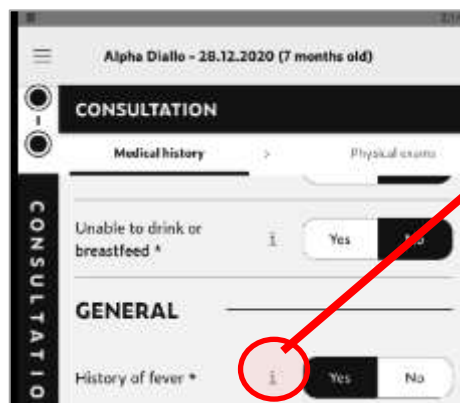 Alpha Diallo - 28.12.2020 (7 months old)
CONSULTATION
Medical history > Physical exams
Unable to drink or
breastfeed * i Yes No
GENERAL
History of fever * i Yes No
CONSULTATIO